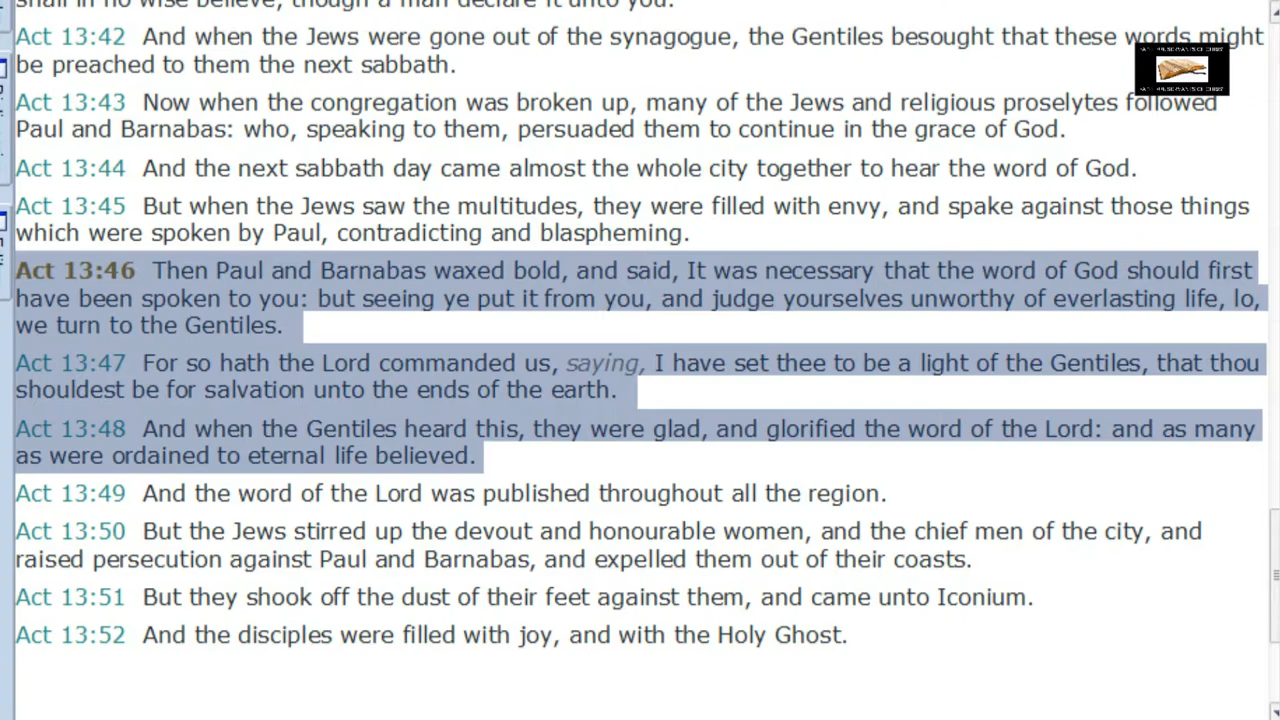 shall in no wise believe, though a man declare it unto you.
Act 13:42 And when the Jews were gone out of the synagogue, the Gentiles besought that these words might
be preached to them the next sabbath.
Act 13:43 Now when the congregation was broken up, many of the Jews and religious proselytes followed
Paul and Barnabas: who, speaking to them, persuaded them to continue in the grace of God.
Act 13:44 And the next sabbath day came almost the whole city together to hear the word of God.
Act 13:45 But when the Jews saw the multitudes, they were filled with envy, and spake against those things
which were spoken by Paul, contradicting and blaspheming.
Act 13:46 Then Paul and Barnabas waxed bold, and said, It was necessary that the word of God should first
have been spoken to you: but seeing ye put it from you, and judge yourselves unworthy of everlasting life, lo,
we turn to the Gentiles.
Act 13:47 For so hath the Lord commanded us, saying, I have set thee to be a light of the Gentiles, that thou
shouldest be for salvation unto the ends of the earth.
Act 13:48 And when the Gentiles heard this, they were glad, and glorified the word of the Lord: and as many
as were ordained to eternal life believed.
Act 13:49 And the word of the Lord was published throughout all the region.
Act 13:50 But the Jews stirred up the devout and honourable women, and the chief men of the city, and
raised persecution against Paul and Barnabas, and expelled them out of their coasts.
Act 13:51 But they shook off the dust of their feet against them, and came unto Iconium.
Act 13:52 And the disciples were filled with joy, and with the Holy Ghost.